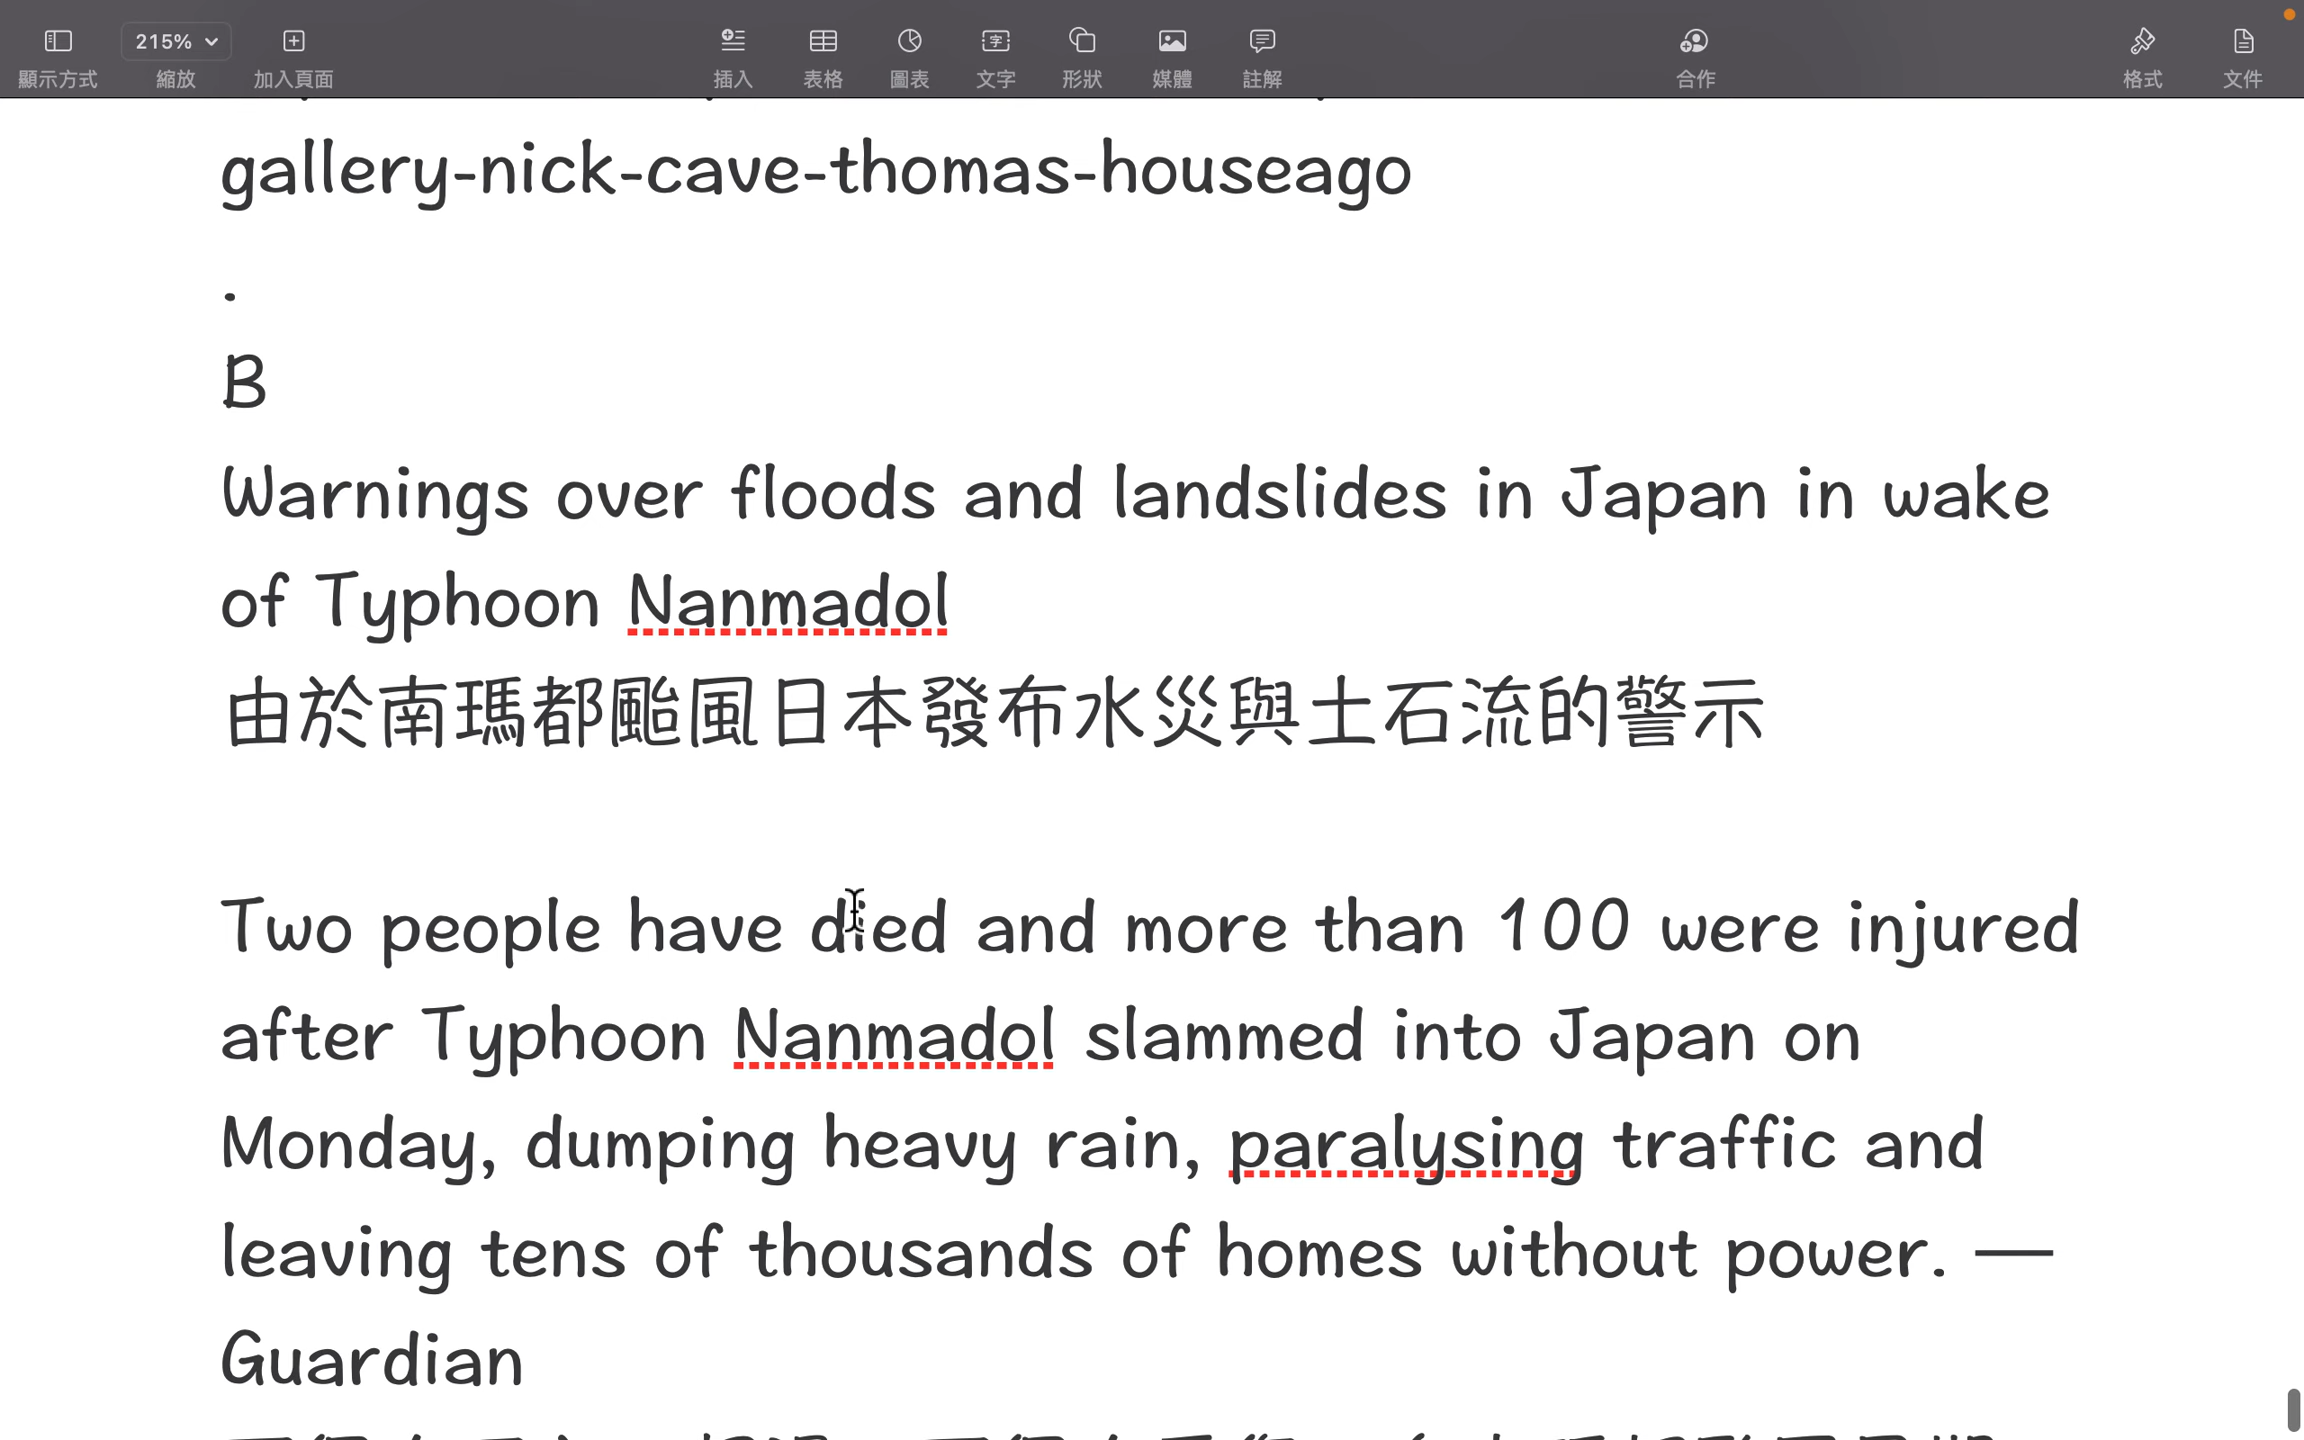 215%
顯示方式
縮放
加入頁面
插入
表格
圖表
文字
形狀
媒體
註解
合作
格式
文件
gallery-nick-cave-thomas-houseago
.
B
Warnings over floods and landslides in Japan in wake
of Typhoon Nanmadol
由於南瑪都颱風日本發布水災與土石流的警示
Two people have died and more than 100 were injured
after Typhoon Nanmadol slammed into Japan on
Monday, dumping heavy rain, paralysing traffic and
leaving tens of thousands of homes without power. —
Guardian